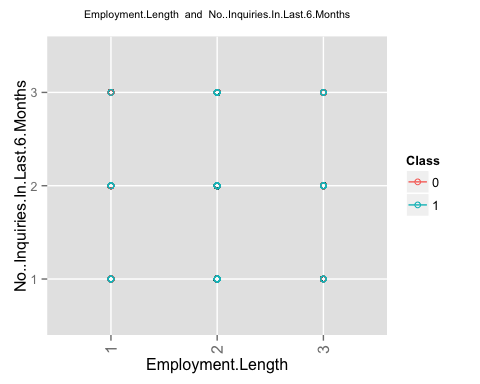 Employment.Length and No..Inquiries.In.Last.6.Months
No..Inquiries.In.Last.6.Months
3
2
1
1
2
3
Employment.Length
Class
0
1